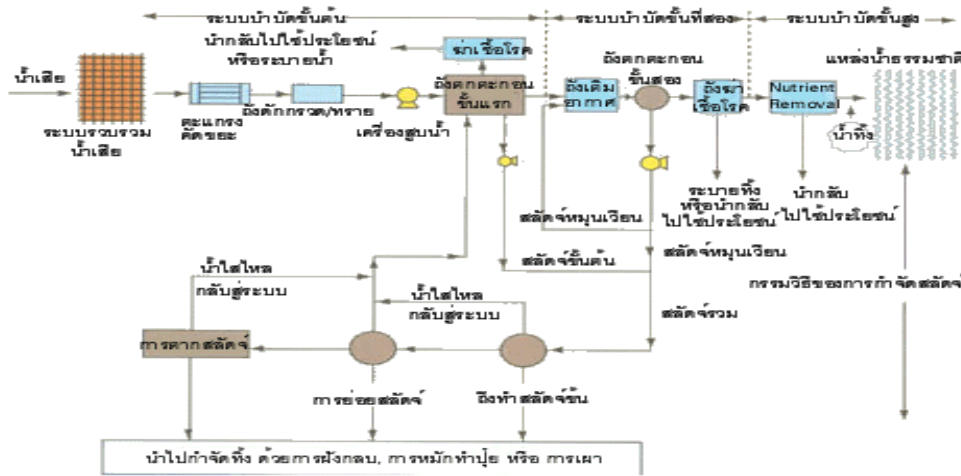 ระบบบำบัดขั้นต้น
ระบบบำบัดขั้นที่สอง
ระบบบำบัดขั้นสูง
นำกลับไปใช้ประโยชน์
หรือระบายน้ำ
ฆ่าเชื้อโรค
ถังตกตะกอน
ขั้นสอง
แหล่งน้ำธรรมชาติ
น้ำเสีย
ถังตกตะกอน
ขั้นแรก
ถังเติม
อากาศ
ถังฆ่า
เชื้อโรค
Nutrient
Removal
ระบบรวบรวม
น้ำเสีย
ตะแกรง
ดักขยะ
ถังดักกรวด/ทราย
เครื่องสูบน้ำ
น้ำทิ้ง
ระบายทิ้ง
หรือนำกลับ
ไปใช้ประโยชน์
นำกลับ
ไปใช้ประโยชน์
สลัดจ์หมุนเวียน
สลัดจ์หมุนเวียน
สลัดจ์ขั้นต้น
น้ำใสไหล
กลับสู่ระบบ
น้ำใสไหล
กลับสู่ระบบ
สลัดจ์รวม
กรรมวิธีของการกำจัดสลัดจ์
การตากสลัดจ์
การย่อยสลัดจ์
ถังทำสลัดจ์ข้น
นำไปกำจัดทิ้ง ด้วยการฝังกลบ, การหมักทำปุ๋ย หรือ การเผา